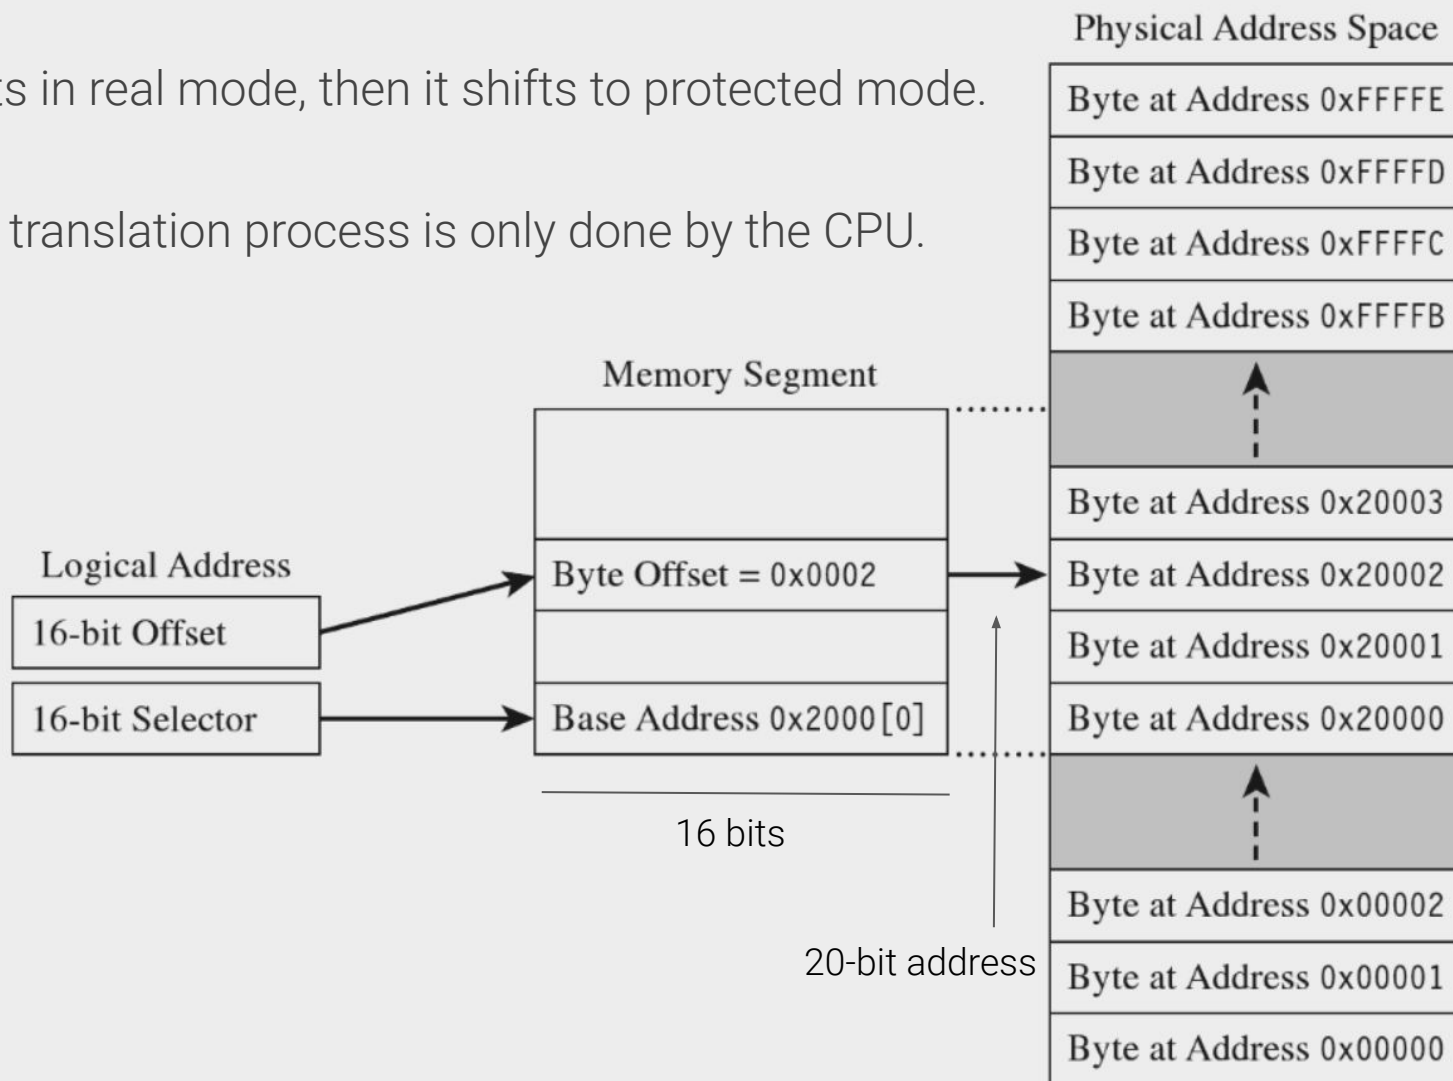 Physical Address Space
ts in real mode, then it shifts to protected mode.
Byte at Address 0xFFFFE
Byte at Address 0xFFFFD
translation process is only done by the CPU.
Byte at Address 0xFFFFC
Byte at Address 0xFFFFB
Memory Segment
Byte at Address 0x20003
Logical Address
Byte Offset = 0x0002
Byte at Address 0x20002
16-bit Offset
Byte at Address 0x20001
16-bit Selector
Base Address 0x2000[0]
Byte at Address 0x20000
16 bits
Byte at Address 0x00002
20-bit address
Byte at Address 0x00001
Byte at Address 0x00000